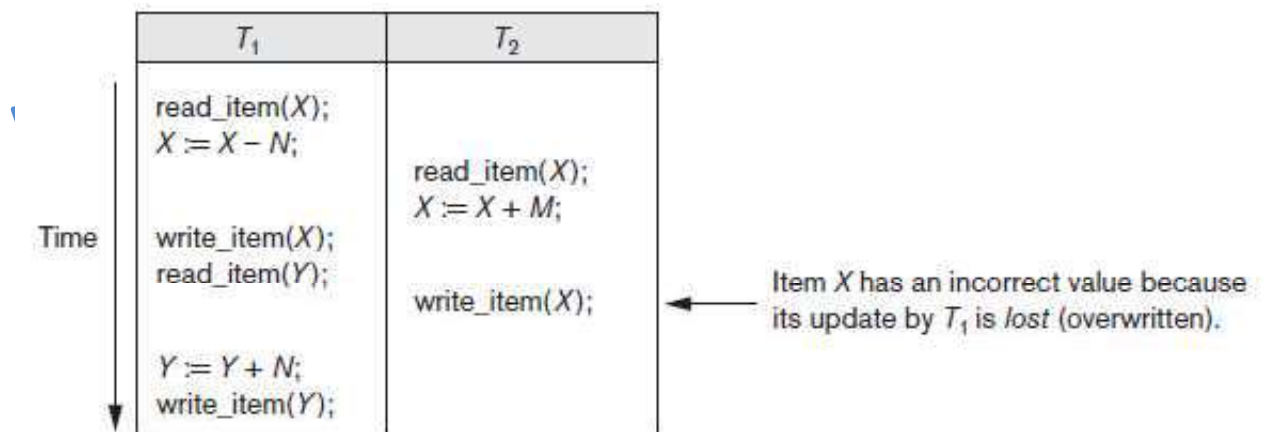 T₁ T₂
read_item(X);
X := X – N;
read_item(X);
X := X + M;
Time
write_item(X);
read_item(Y);
write_item(X);
Item X has an incorrect value because
its update by T₁ is lost (overwritten).
Y := Y + N;
write_item(Y);